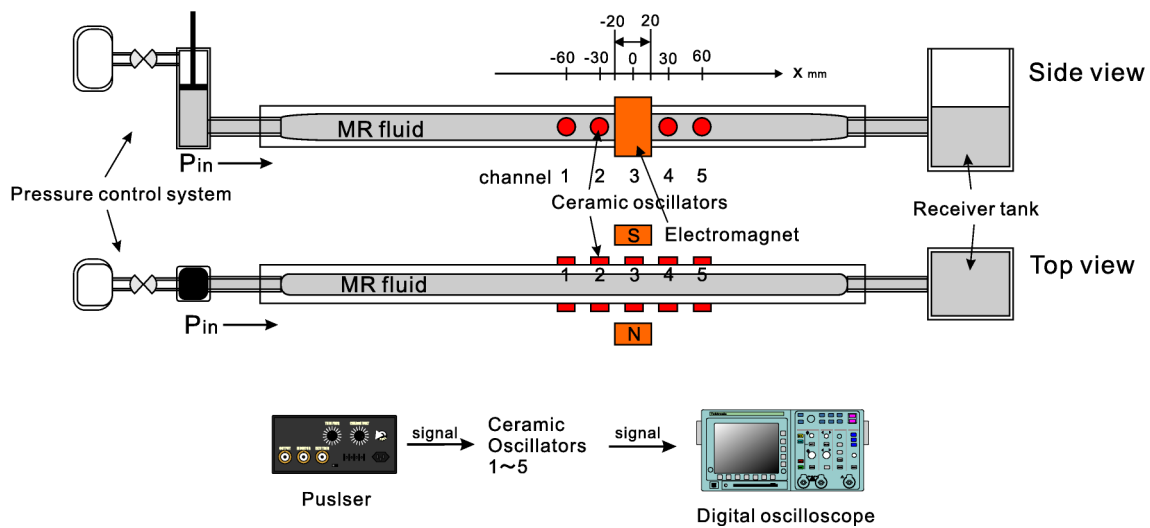 -20 20
-60 -30 0 30 60
x mm
Side view
MR fluid
Pin
channel 1 2 3 4 5
Pressure control system
Ceramic oscillators
Electromagnet
Receiver tank
S
1 2 3 4 5
MR fluid
Top view
Pin
N
signal
Ceramic
Oscillators
1～5
signal
Puslser
Digital oscilloscope